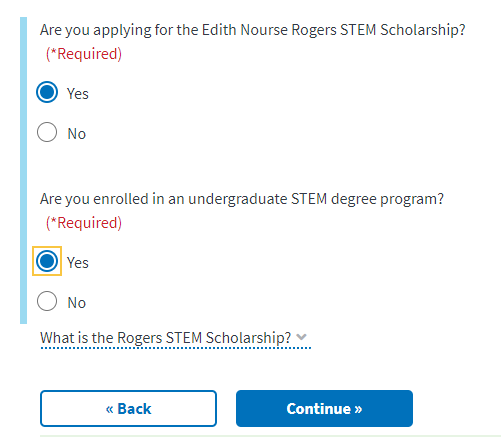 Are you applying for the Edith Nourse Rogers STEM Scholarship?
(*Required)
Yes
No
Are you enrolled in an undergraduate STEM degree program?
(*Required)
Yes
No
What is the Rogers STEM Scholarship?
« Back
Continue »